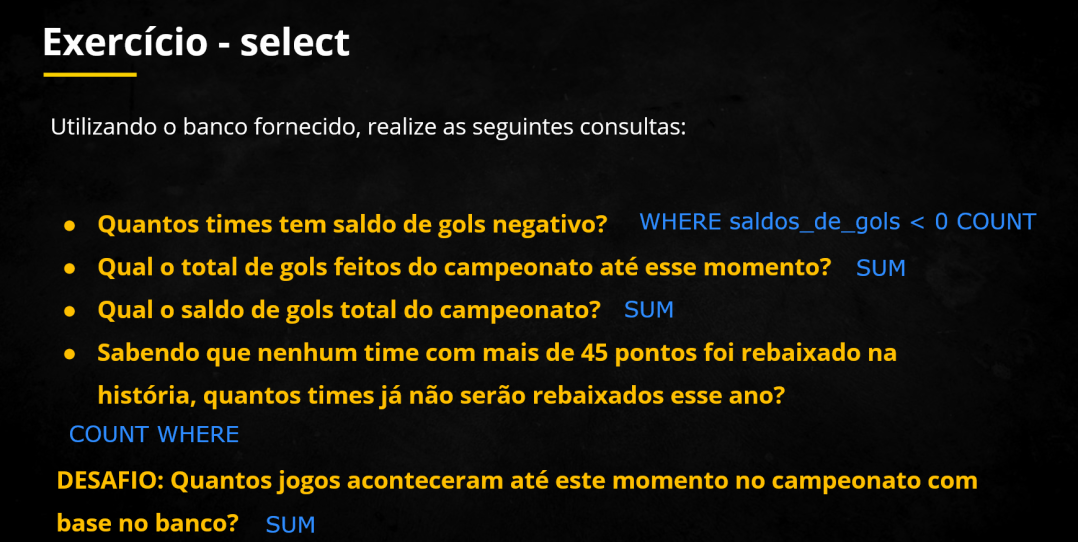 Exercício - select
Utilizando o banco fornecido, realize as seguintes consultas:
● Quantos times tem saldo de gols negativo? WHERE saldos_de_gols < 0 COUNT
● Qual o total de gols feitos do campeonato até esse momento? SUM
● Qual o saldo de gols total do campeonato? SUM
● Sabendo que nenhum time com mais de 45 pontos foi rebaixado na
história, quantos times já não serão rebaixados esse ano?
COUNT WHERE
DESAFIO: Quantos jogos aconteceram até este momento no campeonato com
base no banco? SUM